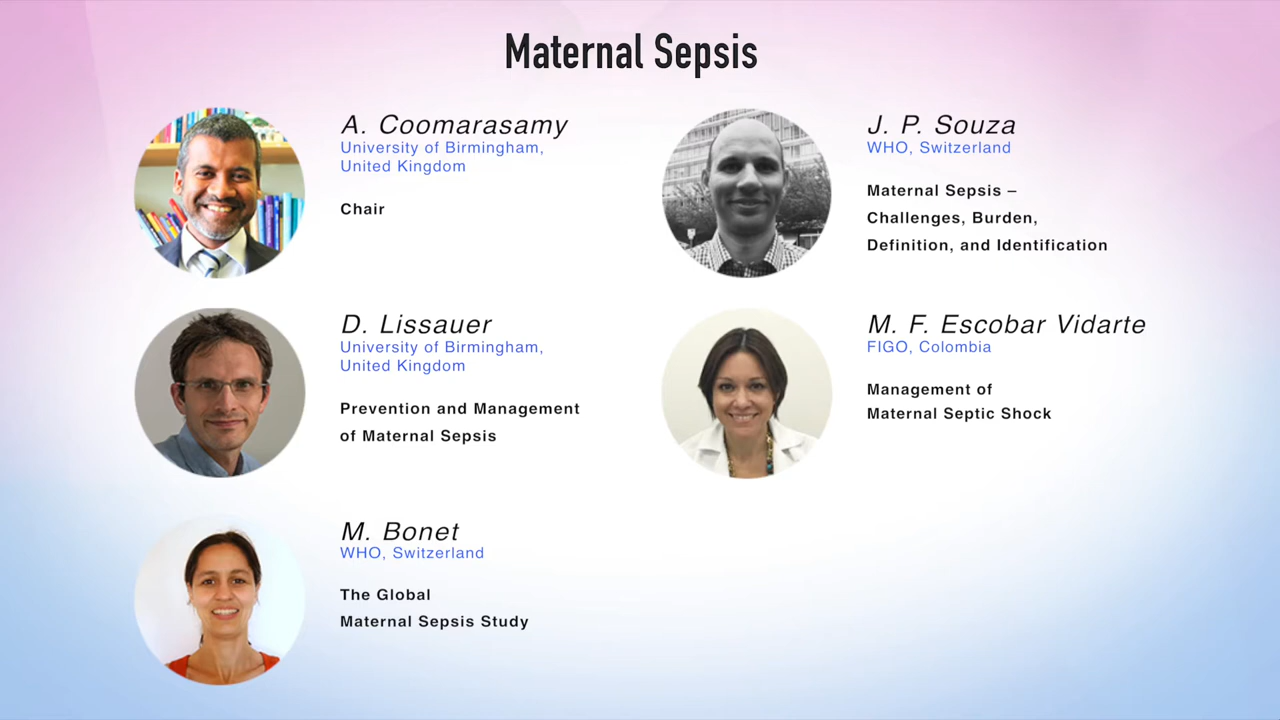 Maternal Sepsis
A. Coomarasamy
University of Birmingham,
United Kingdom
Chair
J. P. Souza
WHO, Switzerland
Maternal Sepsis –
Challenges, Burden,
Definition, and Identification
D. Lissauer
University of Birmingham,
United Kingdom
Prevention and Management
of Maternal Sepsis
M. F. Escobar Vidarte
FIGO, Colombia
Management of
Maternal Septic Shock
M. Bonet
WHO, Switzerland
The Global
Maternal Sepsis Study